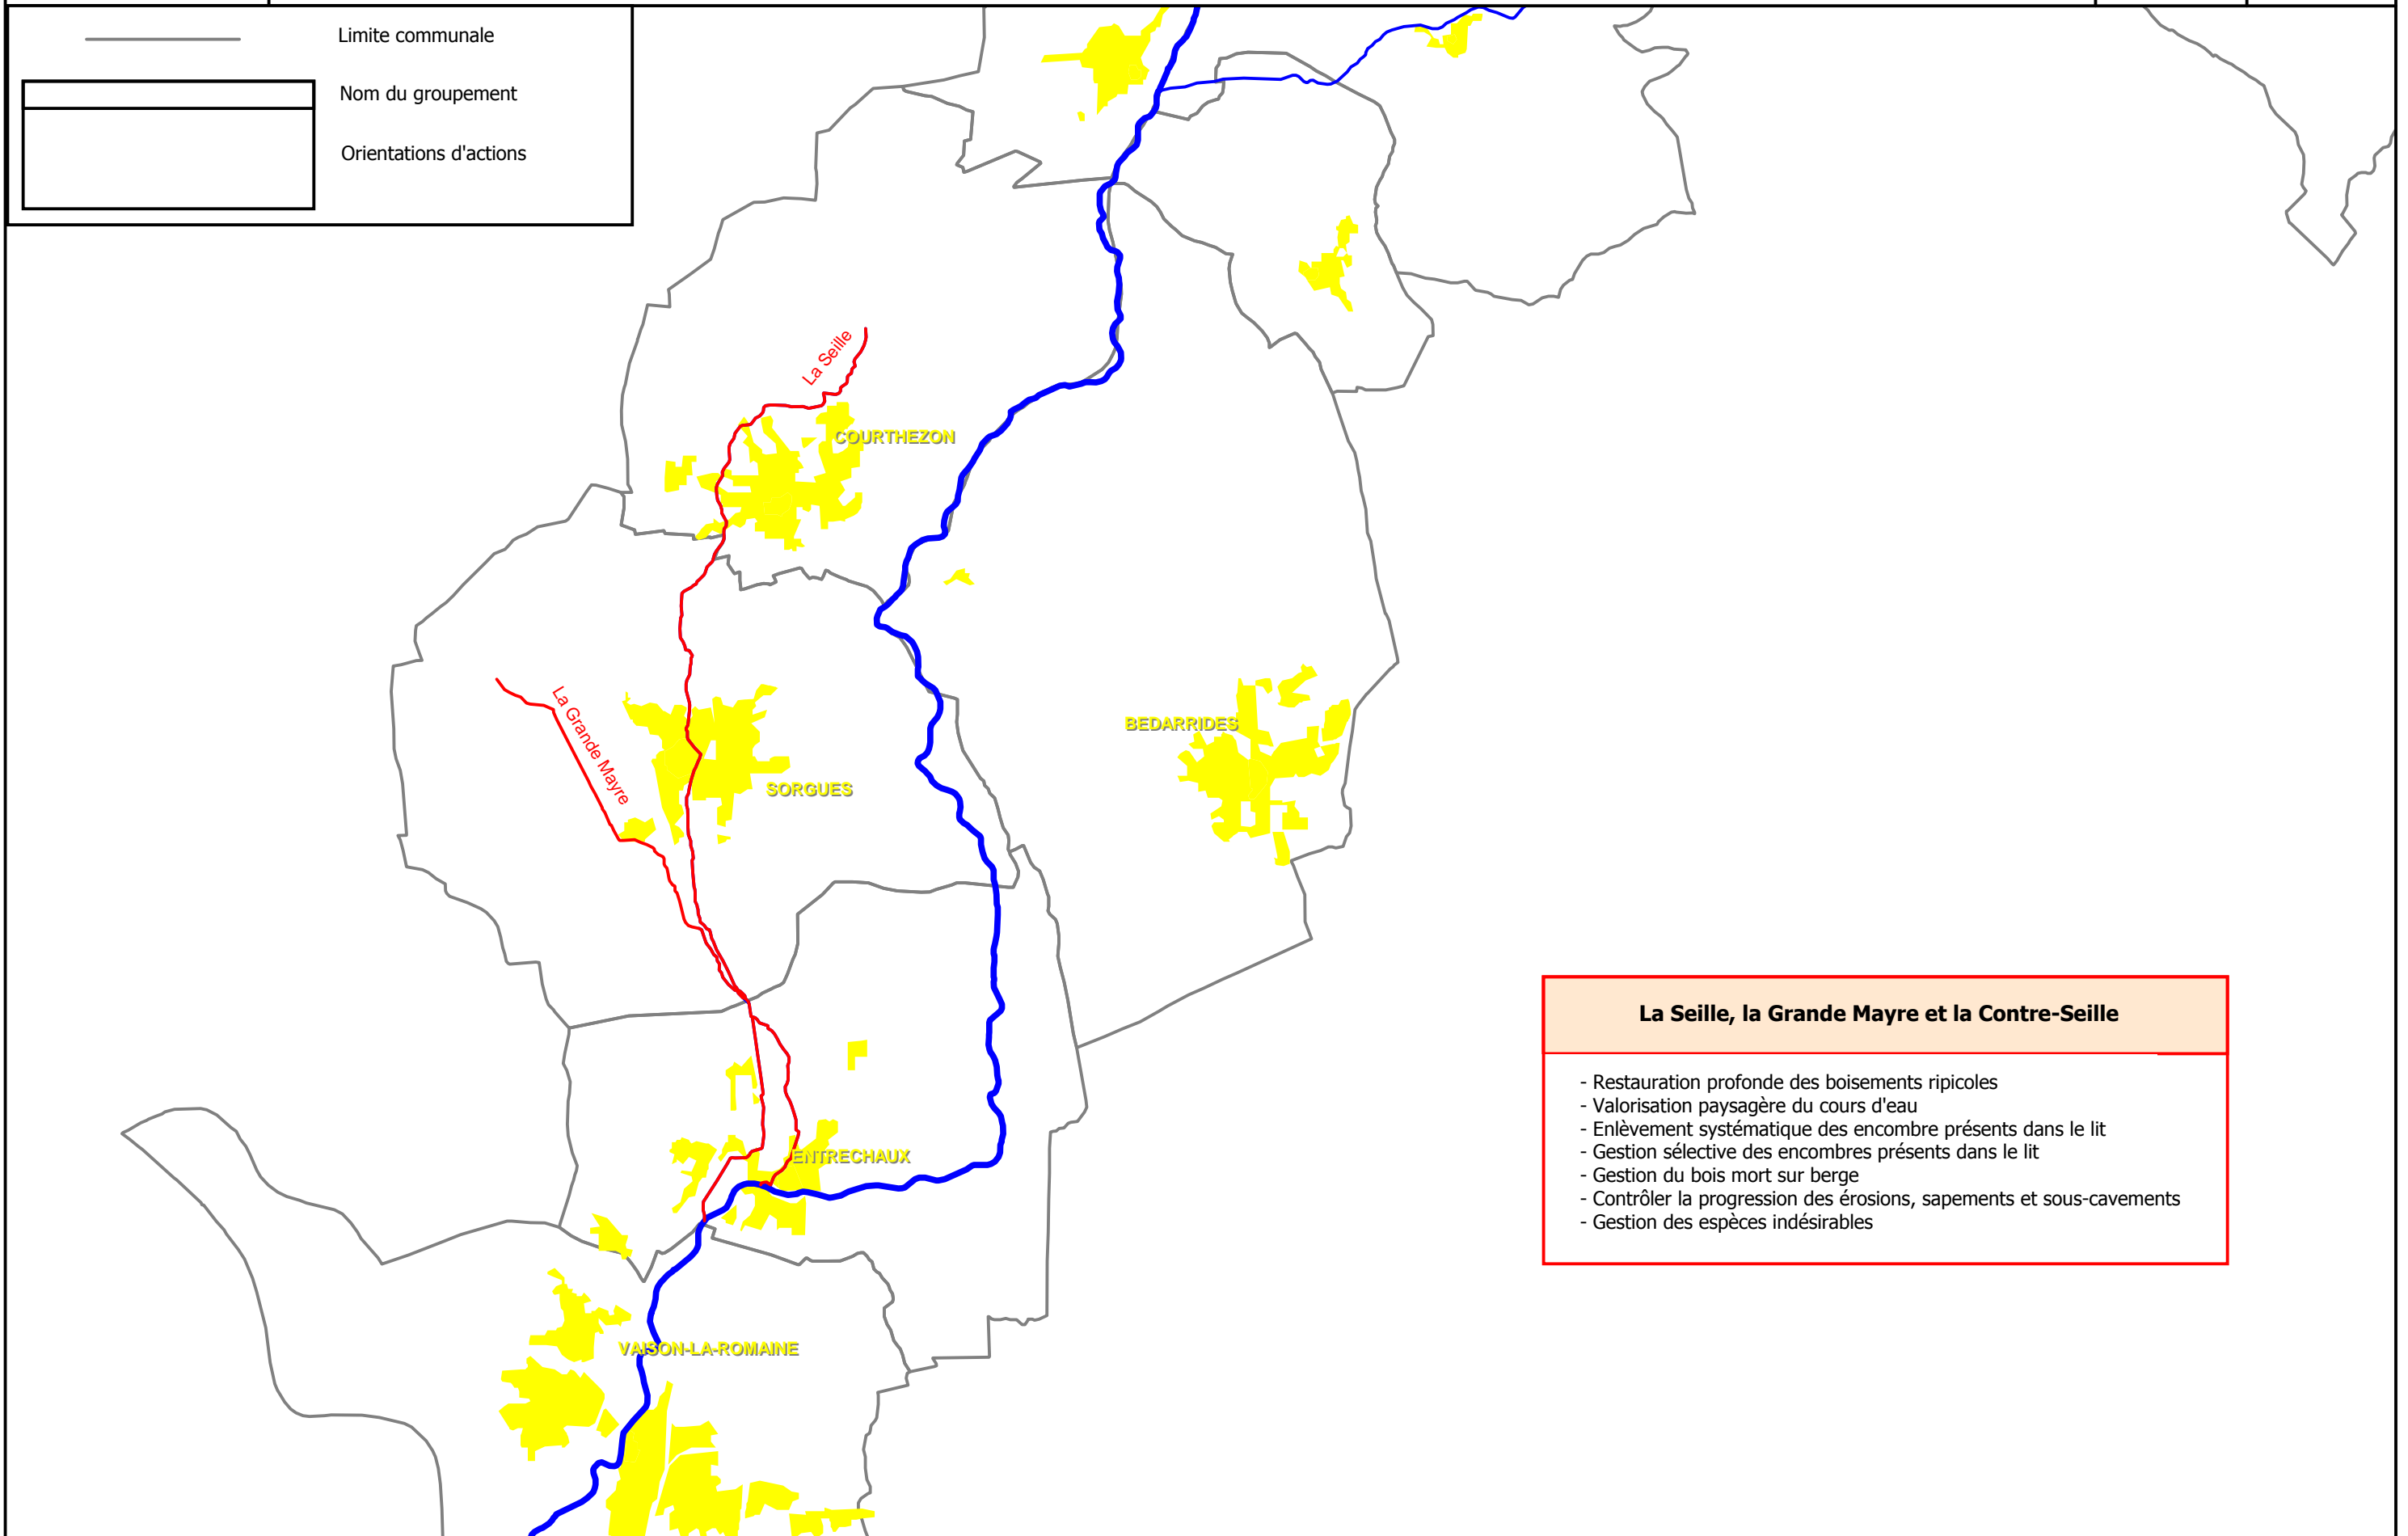 Limite communale
Nom du groupement
Orientations d'actions
La Seille
COURTHEZON
La Grande Mayre
BEDARRIDES
SORGUES
La Seille, la Grande Mayre et la Contre-Seille
- Restauration profonde des boisements ripicoles
- Valorisation paysagère du cours d'eau
- Enlèvement systématique des encombre présents dans le lit
- Gestion sélective des encombres présents dans le lit
- Gestion du bois mort sur berge
- Contrôler la progression des érosions, sapements et sous-cavements
- Gestion des espèces indésirables
ENTRECHAUX
VAISON-LA-ROMAINE